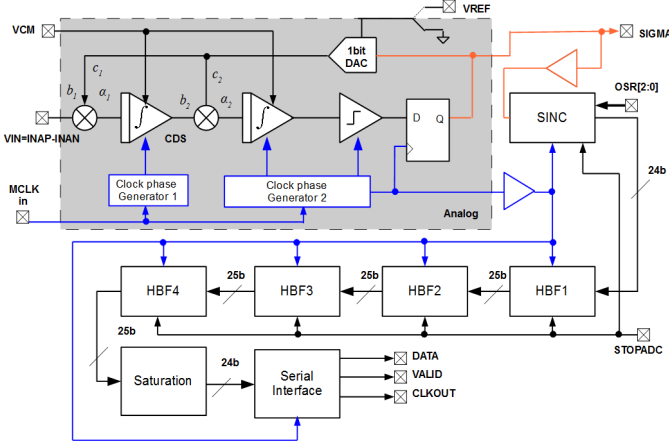 VREF
VCM
SIGMA
1bit
DAC
c1
c2
OSR[2:0]
b1
α1
b2
α2
D
Q
SINC
VIN=INAP-INAN
CDS
24b
MCLK
in
Clock phase
Generator 1
Clock phase
Generator 2
Analog
25b
25b
25b
HBF4
HBF3
HBF2
HBF1
25b
STOPADC
DATA
Saturation
24b
Serial
Interface
VALID
CLKOUT